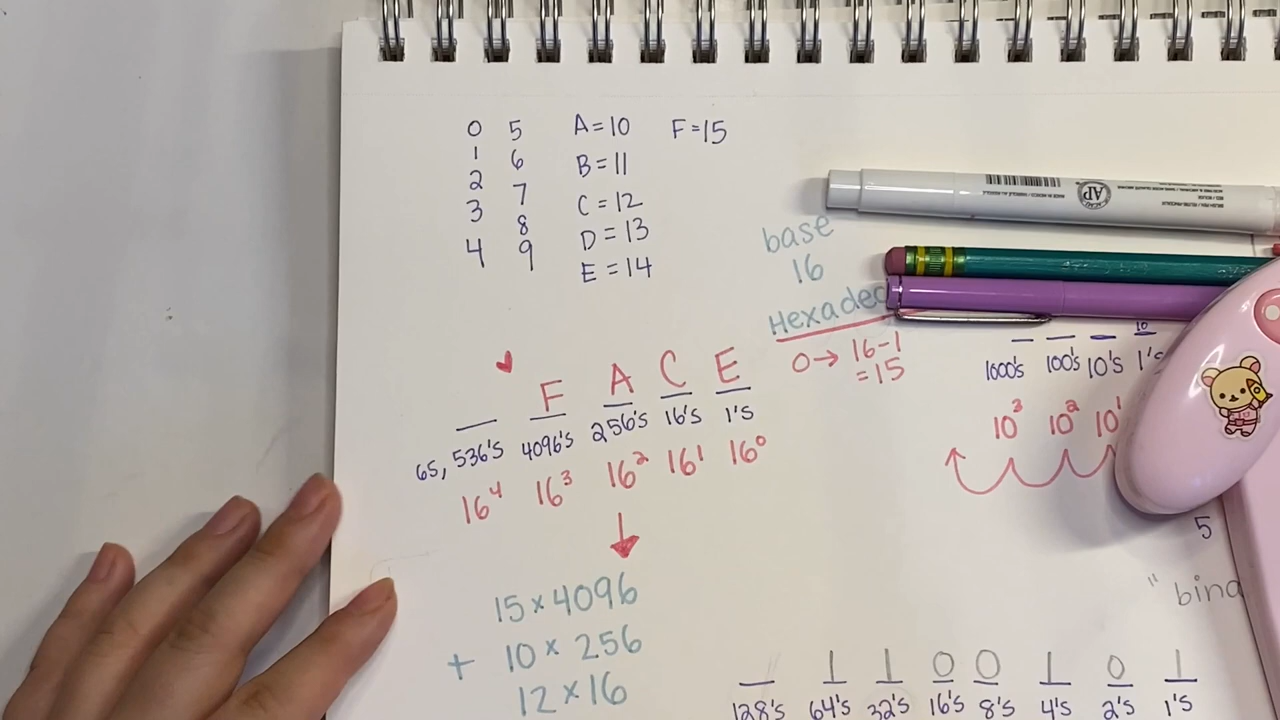 0 5 A=10 F=15
1 6 B=11
2 7 C=12
3 8 D=13
4 9 E=14
base
16
Hexadec
0→ 16-1
=15
F A C E
65,536's 4096's 256's 16's 1's
16⁴ 16³ 16² 16¹ 16⁰
15×4096
+ 10×256
12×16
10
1000's 100's 10's 1's
10³ 10² 10¹
5
"bina
1 1 0 0 1 0 1
128's 64's 32's 16's 8's 4's 2's 1's
AP